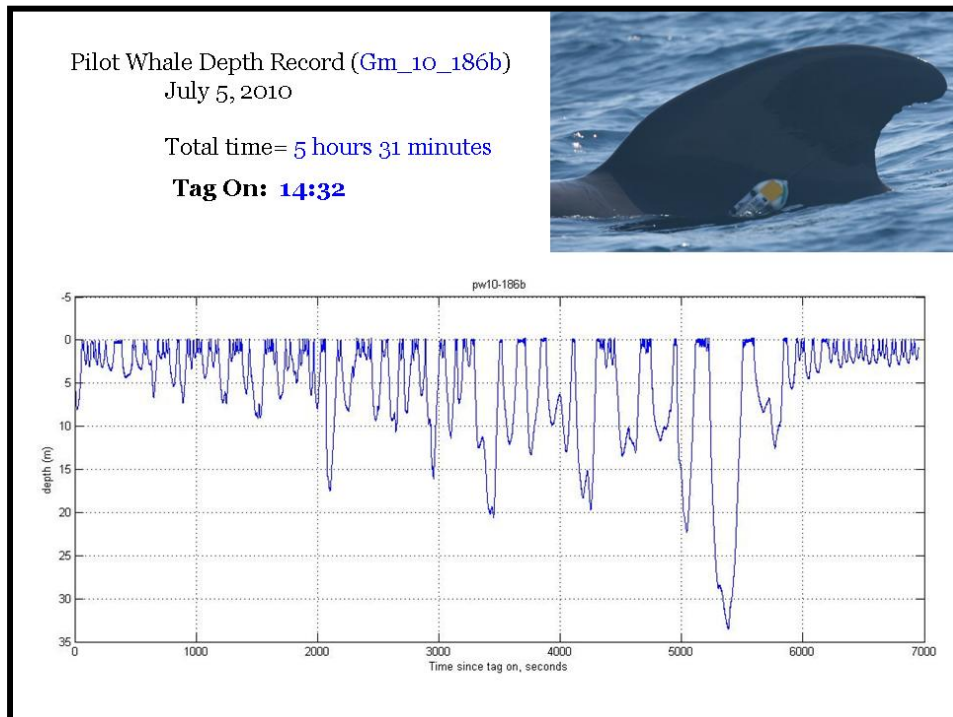 Pilot Whale Depth Record (Gm_10_186b)
July 5, 2010
Total time= 5 hours 31 minutes
Tag On: 14:32
pw10-186b
-5
0
5
10
15
20
25
30
35
depth (m)
0 1000 2000 3000 4000 5000 6000 7000
Time since tag on, seconds